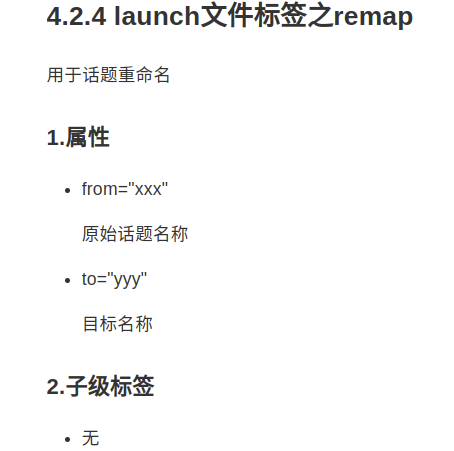 4.2.4 launch文件标签之remap
用于话题重命名
1.属性
from="xxx"
原始话题名称
to="yyy"
目标名称
2.子级标签
无